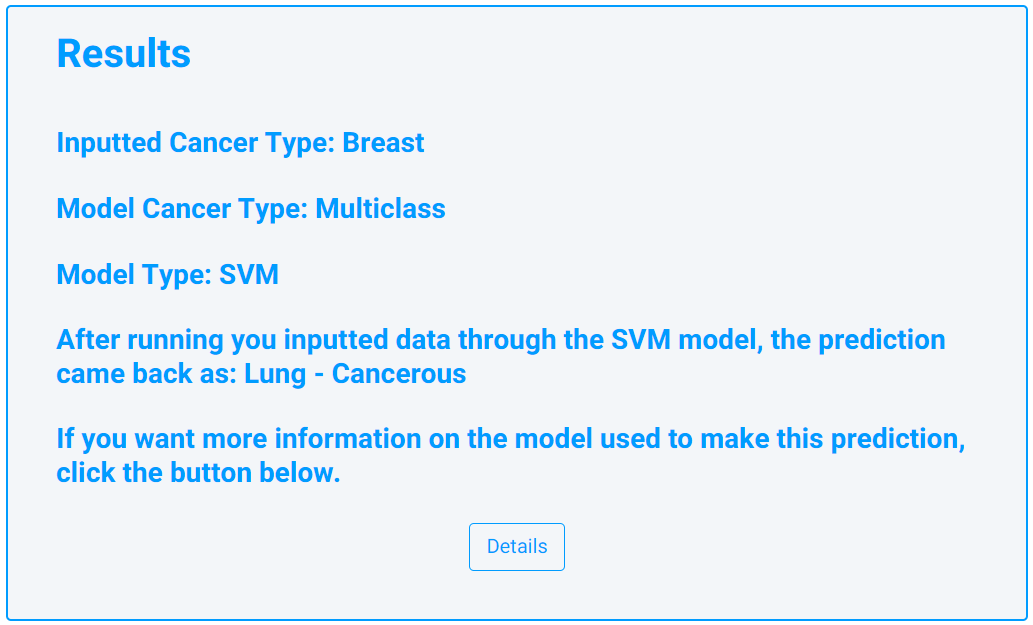 Results
Inputted Cancer Type: Breast
Model Cancer Type: Multiclass
Model Type: SVM
After running you inputted data through the SVM model, the prediction
came back as: Lung - Cancerous
If you want more information on the model used to make this prediction,
click the button below.
Details